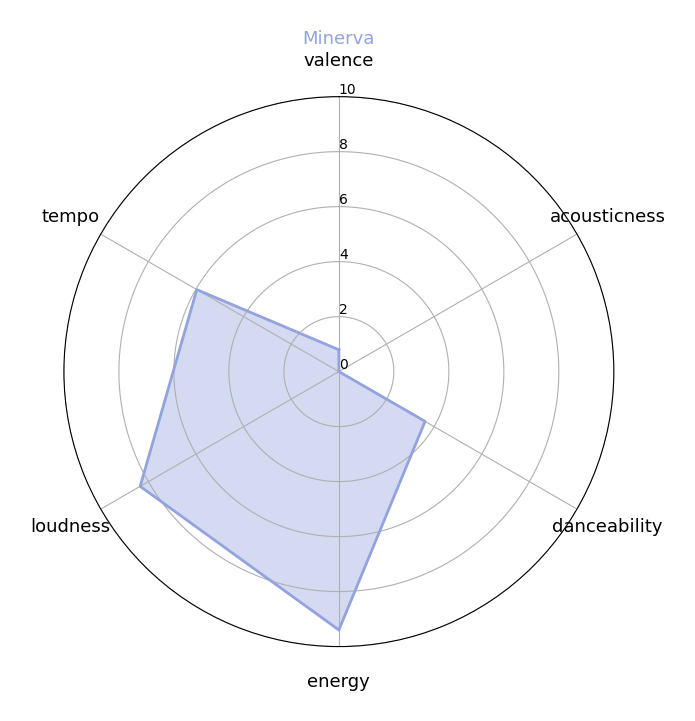 Minerva
valence
10
8
tempo
6
acousticness
4
2
0
loudness
danceability
energy